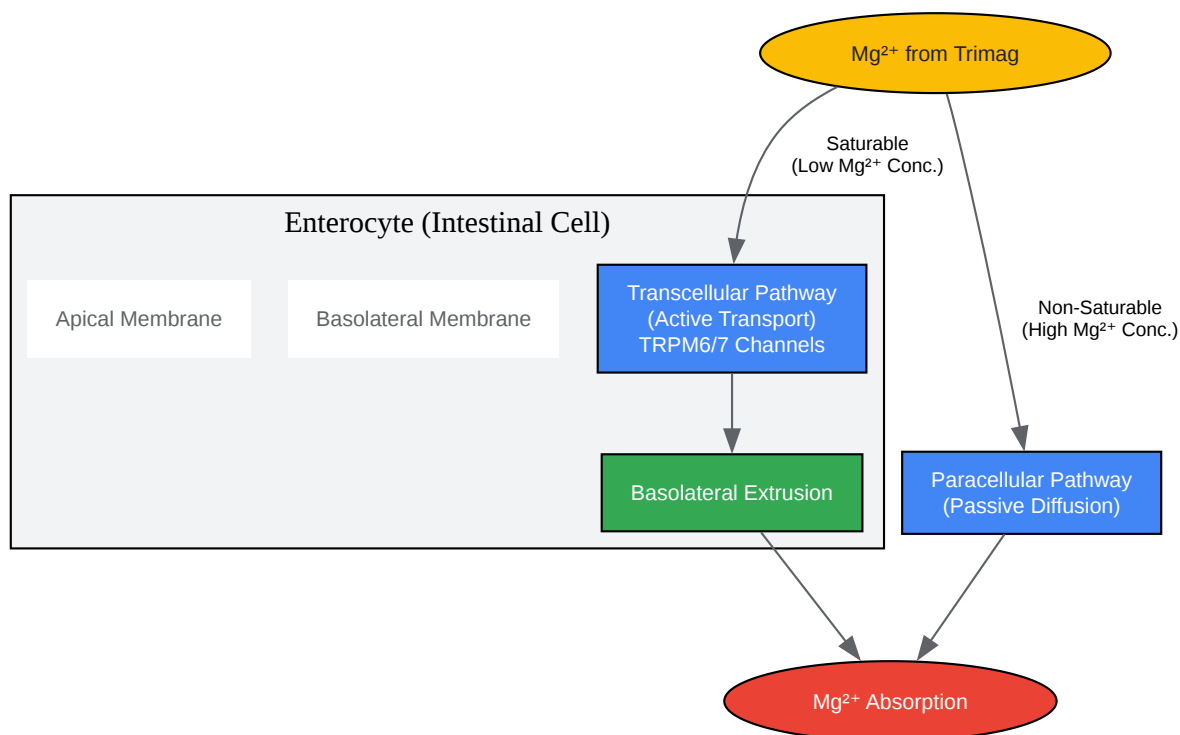 Mg²⁺ from Trimag
Saturable
(Low Mg²⁺ Conc.)
Enterocyte (Intestinal Cell)
Apical Membrane
Basolateral Membrane
Transcellular Pathway
(Active Transport)
TRPM6/7 Channels
Non-Saturable
(High Mg²⁺ Conc.)
Basolateral Extrusion
Paracellular Pathway
(Passive Diffusion)
Mg²⁺ Absorption